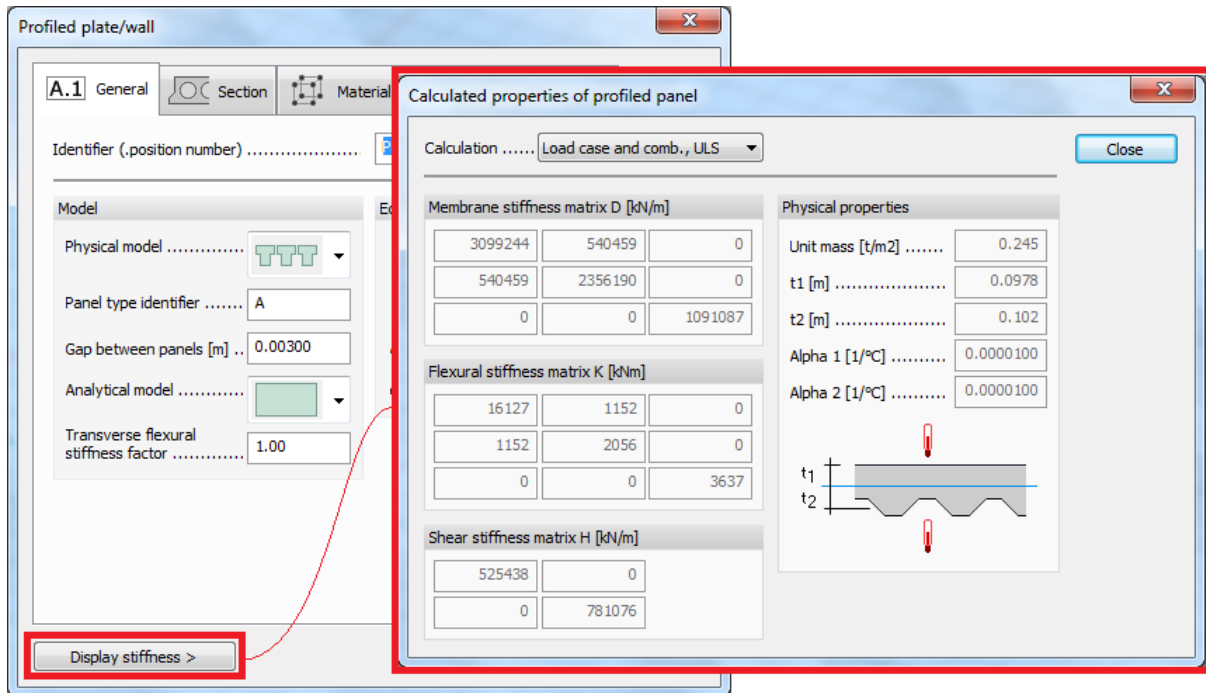 Profiled plate/wall
A.1 General
Section
Material
Identifier (.position number) ....................
P
Model
Physical model .............
Panel type identifier ....... A
Gap between panels [m] .. 0.00300
Analytical model ............
Transverse flexural
stiffness factor ............. 1.00
Display stiffness >
Calculated properties of profiled panel
Calculation ...... Load case and comb., ULS
Close
Membrane stiffness matrix D [kN/m]
3099244 540459 0
540459 2356190 0
0 0 1091087
Flexural stiffness matrix K [kNm]
16127 1152 0
1152 2056 0
0 0 3637
Shear stiffness matrix H [kN/m]
525438 0
0 781076
Physical properties
Unit mass [t/m2] ....... 0.245
t1 [m] .................... 0.0978
t2 [m] .................... 0.102
Alpha 1 [1/°C] .......... 0.0000100
Alpha 2 [1/°C] .......... 0.0000100
t1
t2